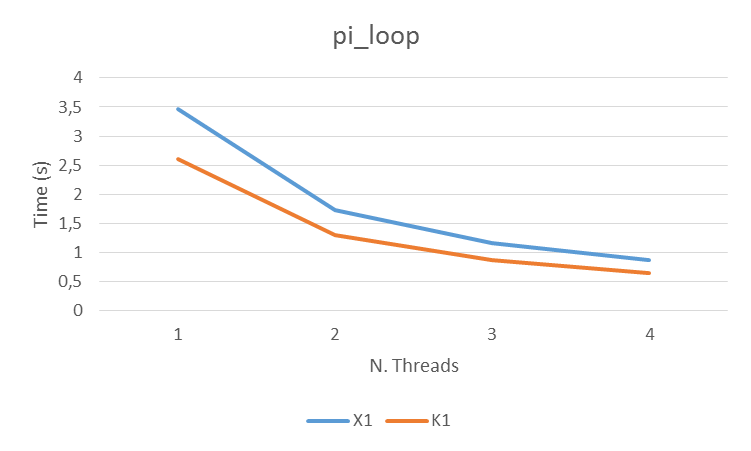 pi_loop
4
3,5
3
2,5
2
1,5
1
0,5
0
Time (s)
1 2 3 4
N. Threads
X1 K1